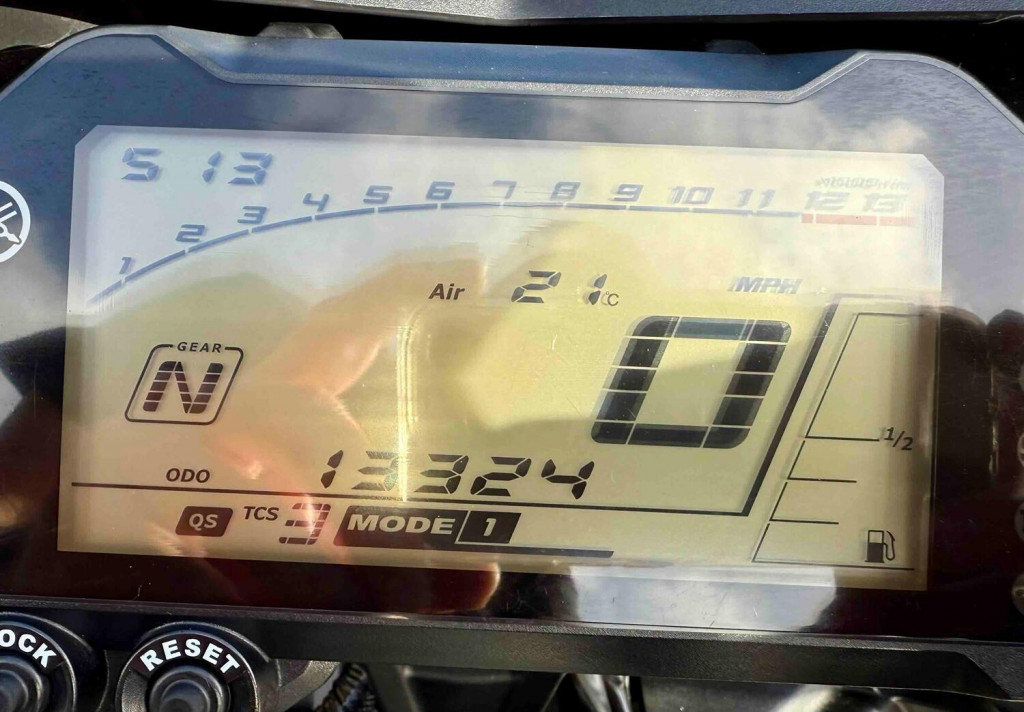 5 13
1 2 3 4 5 6 7 8 9 10 11 12 13
Air 21°C
MPH
GEAR
N
0
1/2
ODO 13324
QS TCS 3 MODE 1
OCK
RESET